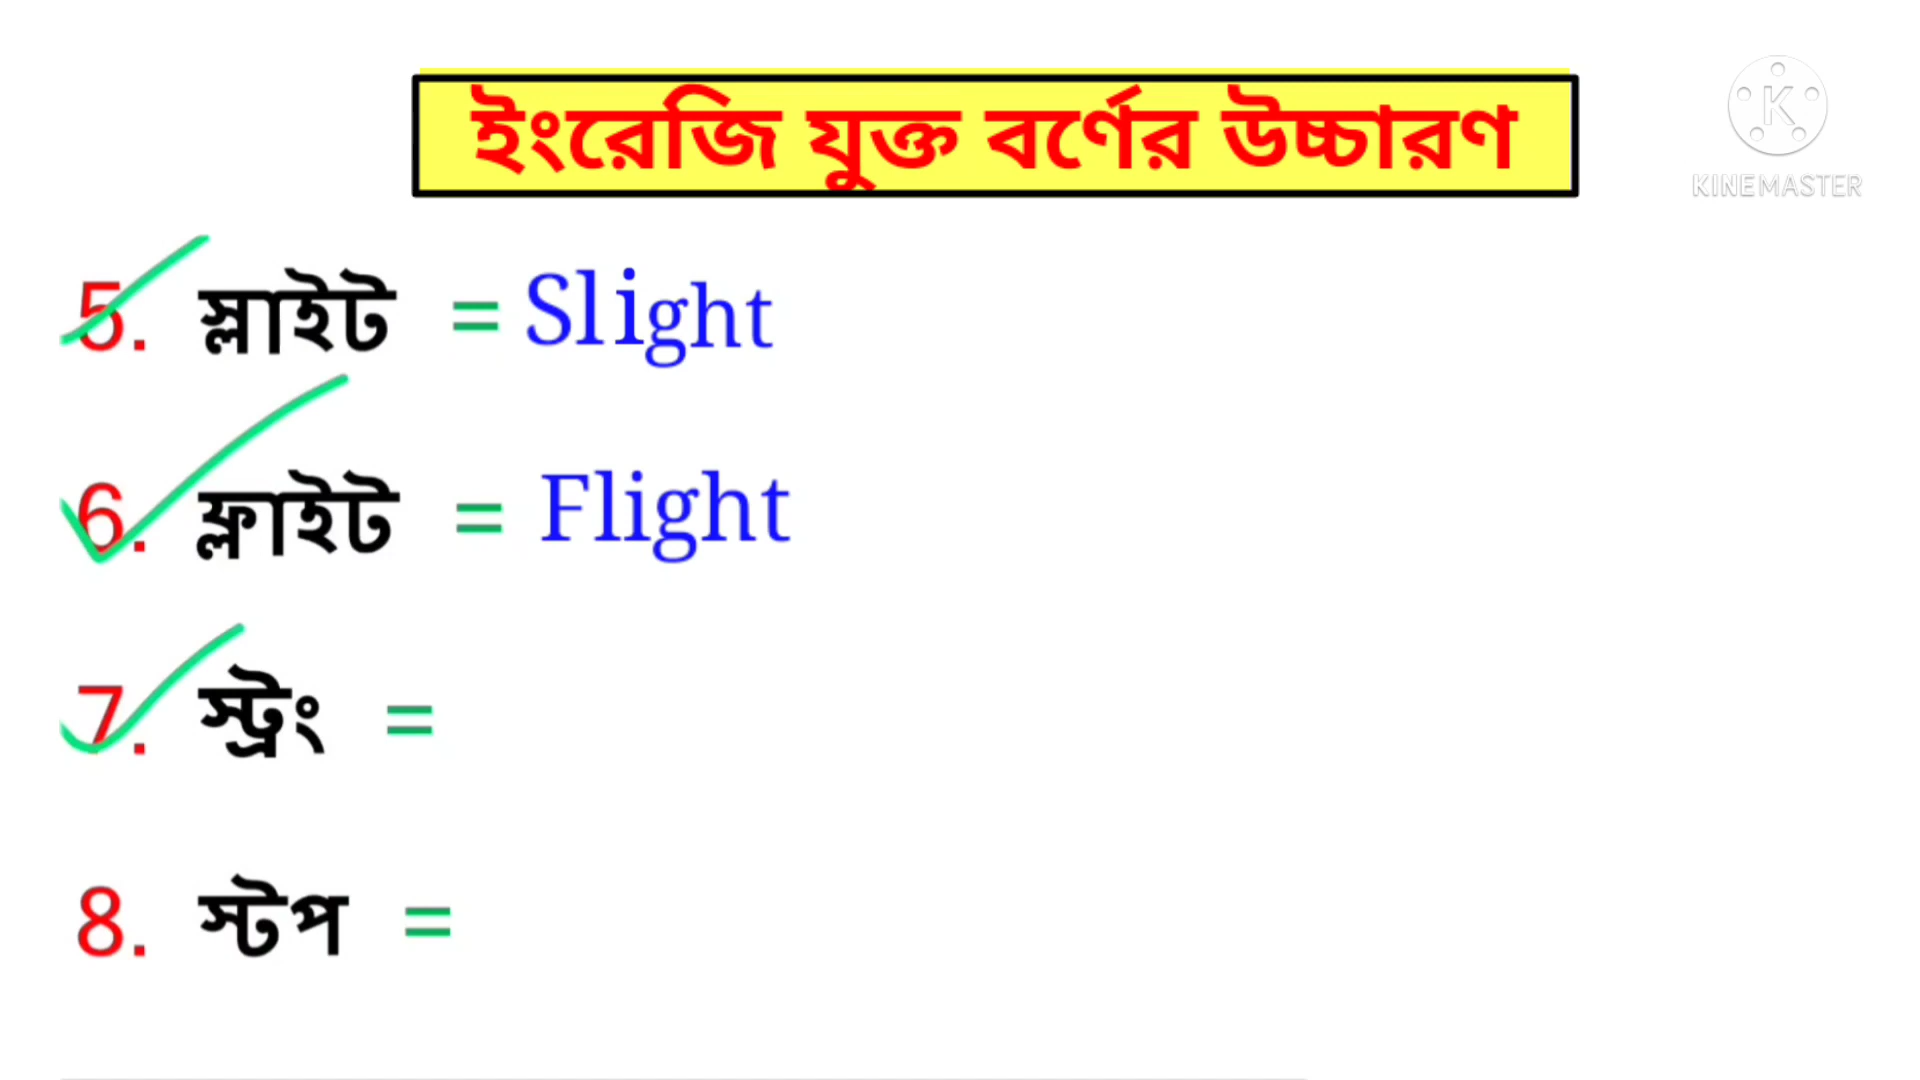 ইংরেজি যুক্ত বর্ণের উচ্চারণ
K
KINEMASTER
5. স্লাইট = Slight
6. ফ্লাইট = Flight
7. স্ট্রং =
8. স্টপ =